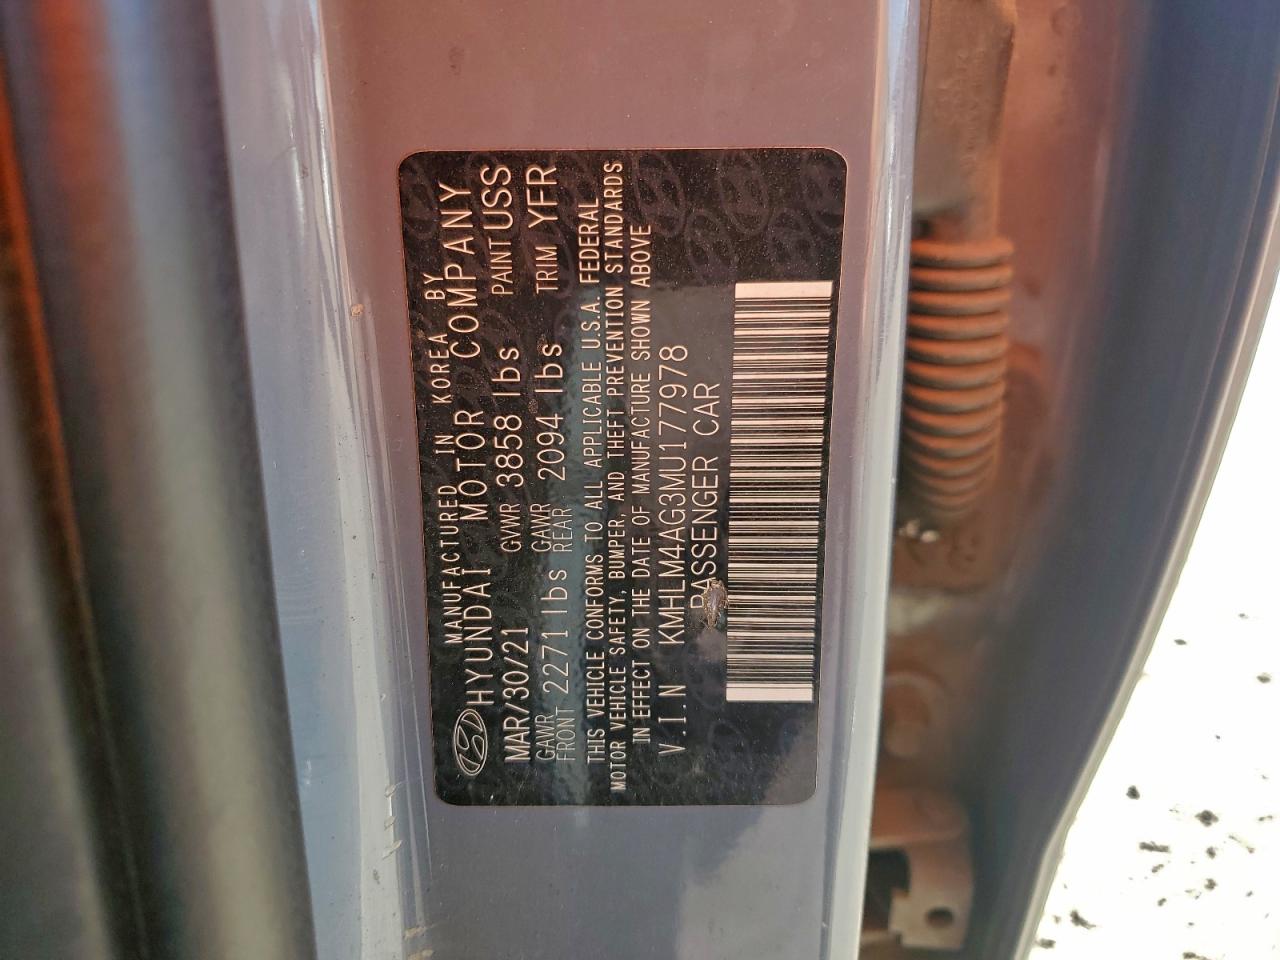 MANUFACTURED IN KOREA BY
HYUNDAI MOTOR COMPANY
MAR/30/21 GVWR 3858 lbs PAINT USS
GAWR FRONT 2271 lbs GAWR REAR 2094 lbs TRIM YFR
THIS VEHICLE CONFORMS TO ALL APPLICABLE U.S.A. FEDERAL
MOTOR VEHICLE SAFETY, BUMPER, AND THEFT PREVENTION STANDARDS
IN EFFECT ON THE DATE OF MANUFACTURE SHOWN ABOVE
V.I.N KMHLM4AG3MU177978
PASSENGER CAR